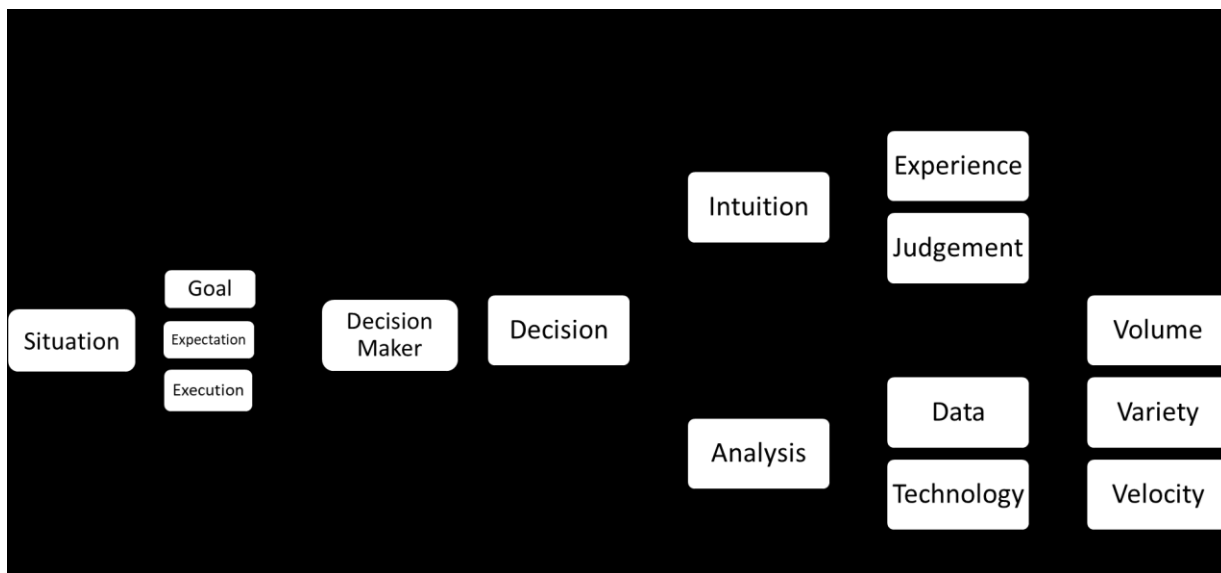 Situation
Goal
Expectation
Execution
Decision
Maker
Decision
Intuition
Analysis
Experience
Judgement
Data
Technology
Volume
Variety
Velocity